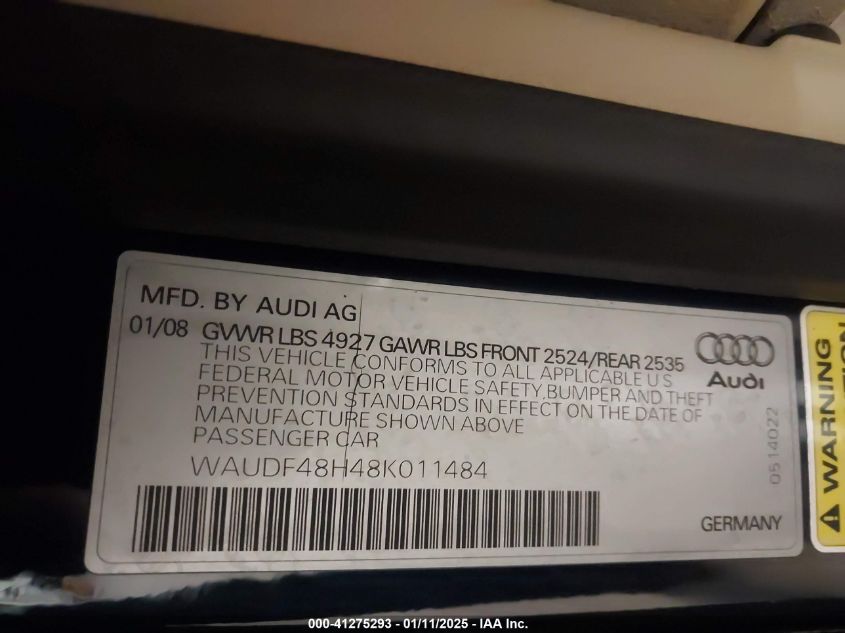 MFD. BY AUDI AG
01/08 GVWR LBS 4927 GAWR LBS FRONT 2524/REAR 2535
THIS VEHICLE CONFORMS TO ALL APPLICABLE U S
FEDERAL MOTOR VEHICLE SAFETY,BUMPER AND THEFT
PREVENTION STANDARDS IN EFFECT ON THE DATE OF
MANUFACTURE SHOWN ABOVE
PASSENGER CAR
WAUDF48H48K011484
Audi
0514022
GERMANY
WARNING
000-41275293 - 01/11/2025 - IAA Inc.